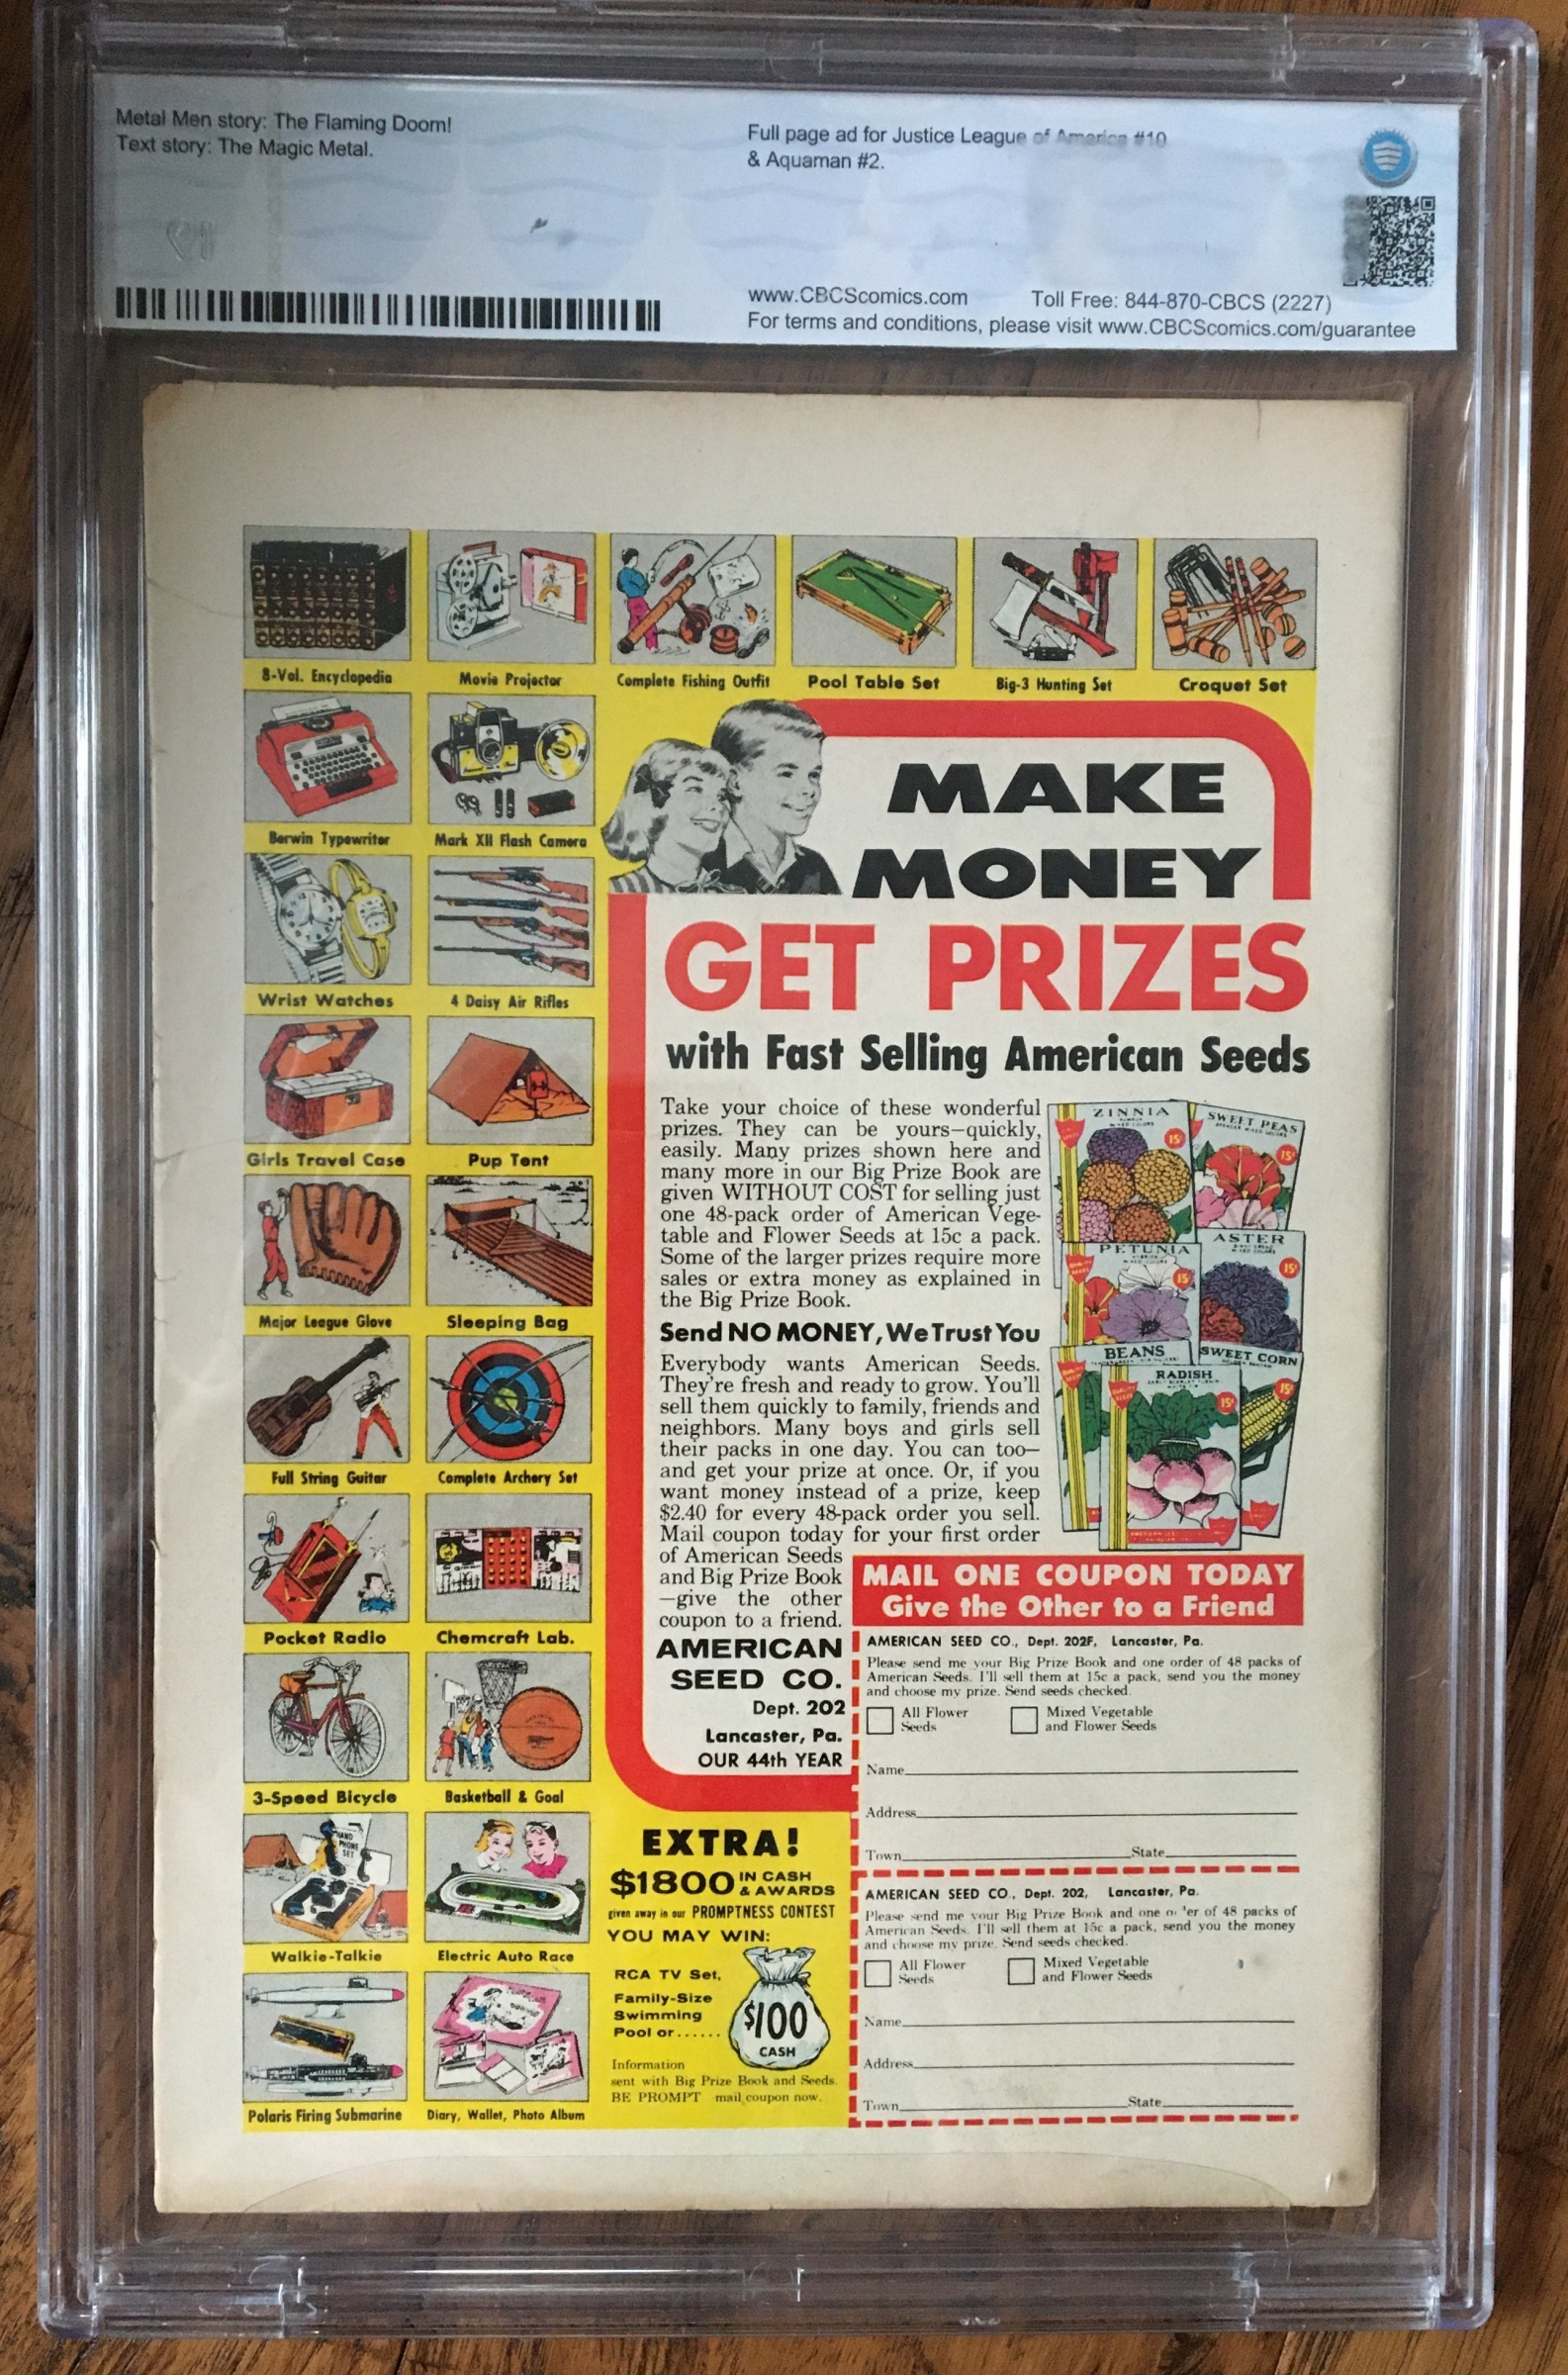 Metal Men story: The Flaming Doom!
Text story: The Magic Metal.
Full page ad for Justice League of America #10
& Aquaman #2.
www.CBCScomics.com Toll Free: 844-870-CBCS (2227)
For terms and conditions, please visit www.CBCScomics.com/guarantee
8-Vol. Encyclopedia
Movie Projector
Complete Fishing Outfit
Pool Table Set
Big-3 Hunting Set
Croquet Set
Berwin Typewriter
Mark XII Flash Camera
Wrist Watches
4 Daisy Air Rifles
Girls Travel Case
Pup Tent
Major League Glove
Sleeping Bag
Full String Guitar
Complete Archery Set
Pocket Radio
Chemcraft Lab.
3-Speed Bicycle
Basketball & Goal
HAND
PHONE
SET
Walkie-Talkie
Electric Auto Race
Polaris Firing Submarine
Diary, Wallet, Photo Album
MAKE
MONEY
GET PRIZES
with Fast Selling American Seeds
Take your choice of these wonderful
prizes. They can be yours—quickly,
easily. Many prizes shown here and
many more in our Big Prize Book are
given WITHOUT COST for selling just
one 48-pack order of American Vege-
table and Flower Seeds at 15c a pack.
Some of the larger prizes require more
sales or extra money as explained in
the Big Prize Book.
Send NO MONEY, We Trust You
Everybody wants American Seeds.
They're fresh and ready to grow. You'll
sell them quickly to family, friends and
neighbors. Many boys and girls sell
their packs in one day. You can too—
and get your prize at once. Or, if you
want money instead of a prize, keep
$2.40 for every 48-pack order you sell.
Mail coupon today for your first order
of American Seeds
and Big Prize Book
—give the other
coupon to a friend.
AMERICAN
SEED CO.
Dept. 202
Lancaster, Pa.
OUR 44th YEAR
ZINNIA
MIXED COLORS
15¢
SWEET PEAS
MIXED COLORS
15¢
PETUNIA
MIXED COLORS
15¢
ASTER
MIXED COLORS
15¢
BEANS
SWEET CORN
15¢
RADISH
15¢
MAIL ONE COUPON TODAY
Give the Other to a Friend
AMERICAN SEED CO., Dept. 202F, Lancaster, Pa.
Please send me your Big Prize Book and one order of 48 packs of
American Seeds. I'll sell them at 15c a pack, send you the money
and choose my prize. Send seeds checked.
All Flower
Seeds
Mixed Vegetable
and Flower Seeds
Name
Address
Town State
AMERICAN SEED CO., Dept. 202, Lancaster, Pa.
Please send me your Big Prize Book and one of 48 packs of
American Seeds. I'll sell them at 15c a pack, send you the money
and choose my prize. Send seeds checked.
All Flower
Seeds
Mixed Vegetable
and Flower Seeds
Name
Address
Town State
EXTRA!
$1800 IN CASH
& AWARDS
given away in our PROMPTNESS CONTEST
YOU MAY WIN:
RCA TV Set,
Family-Size
Swimming
Pool or......
$100
CASH
Information
sent with Big Prize Book and Seeds.
BE PROMPT mail coupon now.